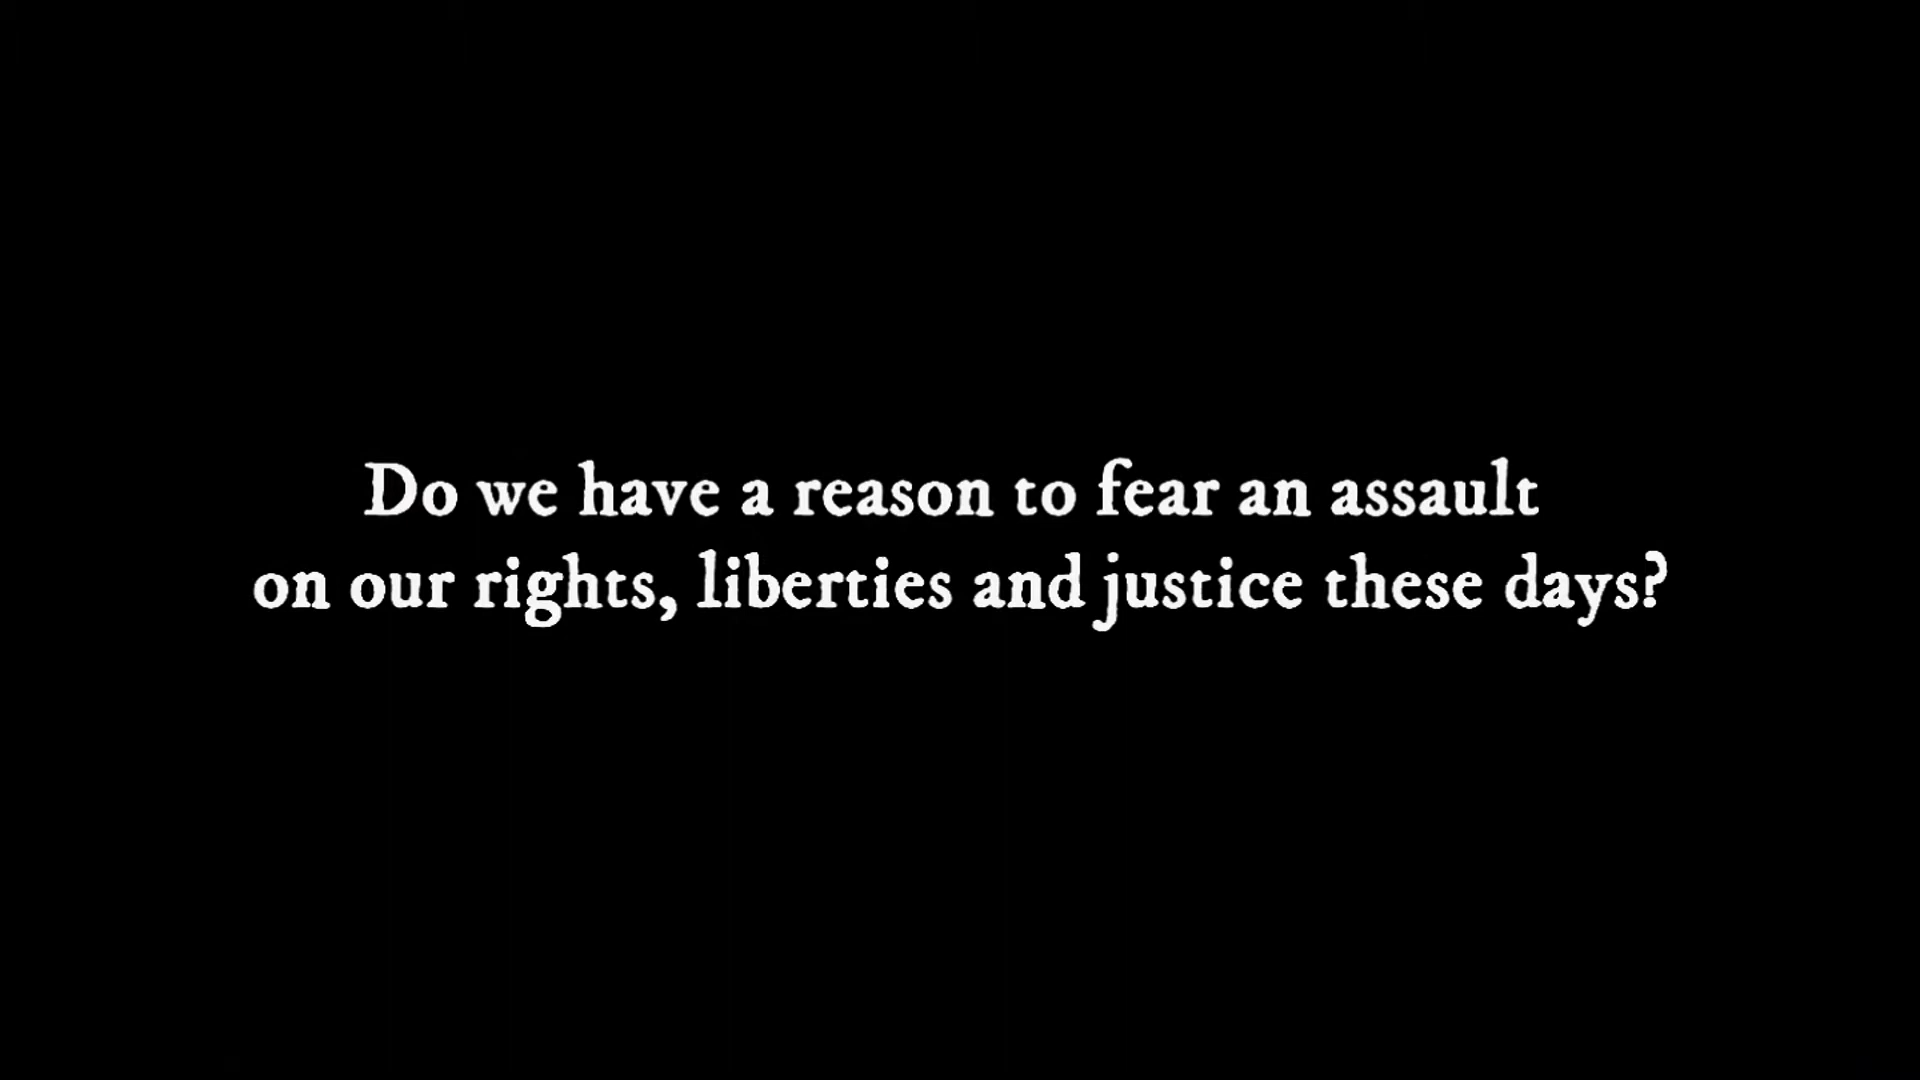 Do we have a reason to fear an assault
on our rights, liberties and justice these days?